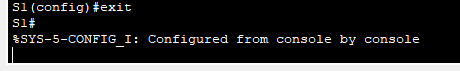 S1(config)#exit
S1#
%SYS-5-CONFIG_I: Configured from console by console